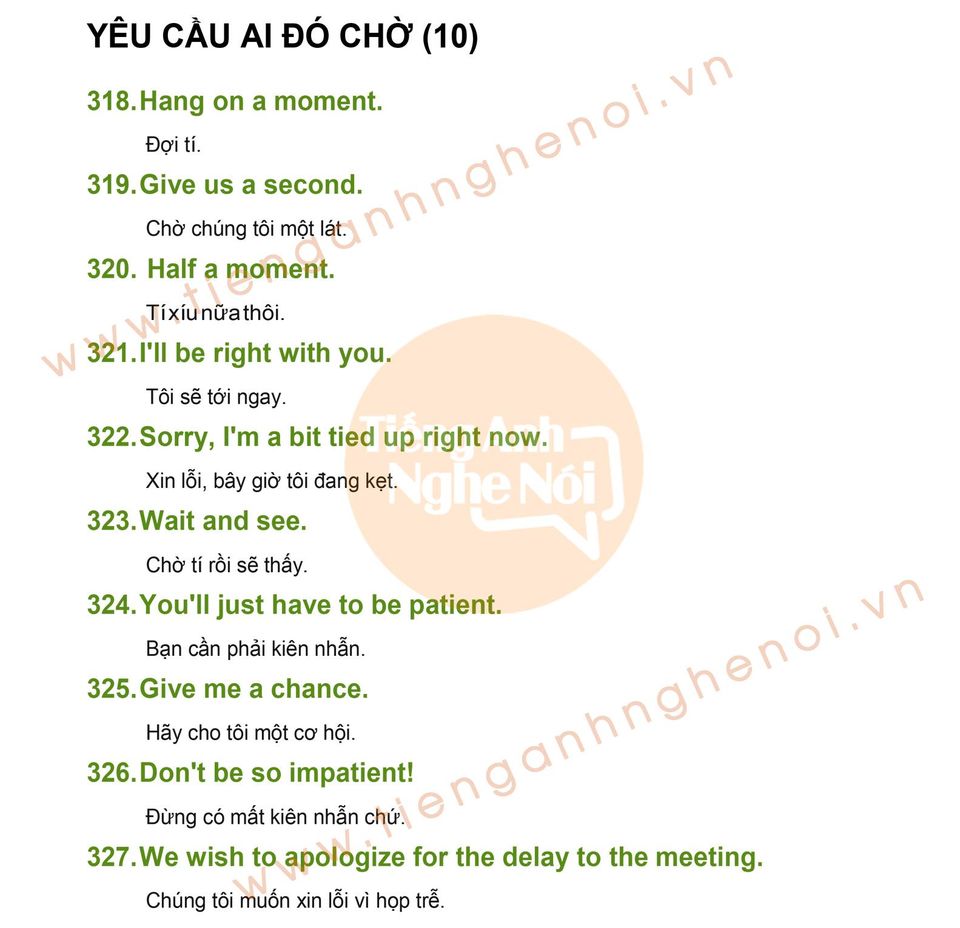 YÊU CẦU AI ĐÓ CHỜ (10)
318.Hang on a moment.
Đợi tí.
319.Give us a second.
Chờ chúng tôi một lát.
320. Half a moment.
Tí xíu nữa thôi.
321.I'll be right with you.
Tôi sẽ tới ngay.
322.Sorry, I'm a bit tied up right now.
Xin lỗi, bây giờ tôi đang kẹt.
323.Wait and see.
Chờ tí rồi sẽ thấy.
324.You'll just have to be patient.
Bạn cần phải kiên nhẫn.
325.Give me a chance.
Hãy cho tôi một cơ hội.
326.Don't be so impatient!
Đừng có mất kiên nhẫn chứ.
327.We wish to apologize for the delay to the meeting.
Chúng tôi muốn xin lỗi vì họp trễ.
www.tienganhnghenoi.vn
Tiếng Anh
Nghe Nói
www.tienganhnghenoi.vn